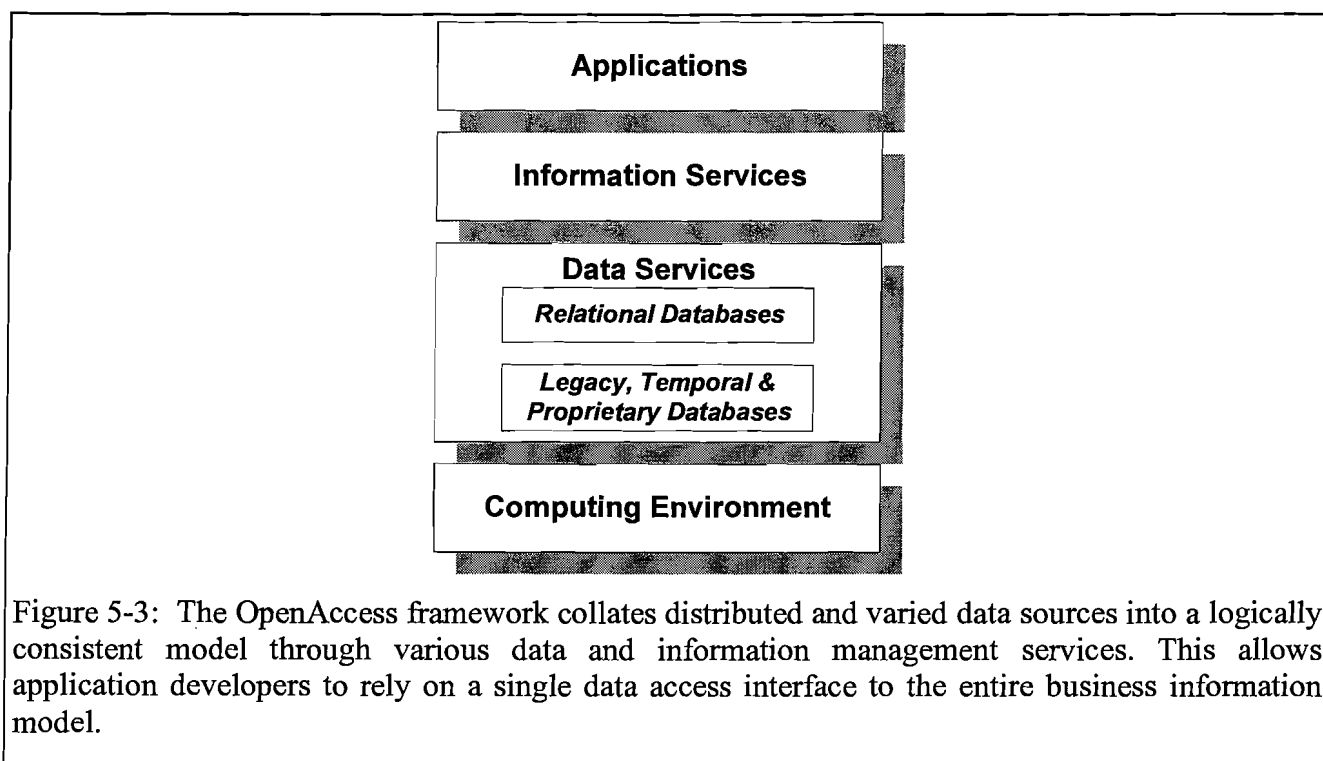 Applications
Information Services
Data Services
Relational Databases
Legacy, Temporal &
Proprietary Databases
Computing Environment
Figure 5-3: The OpenAccess framework collates distributed and varied data sources into a logically
consistent model through various data and information management services. This allows
application developers to rely on a single data access interface to the entire business information
model.